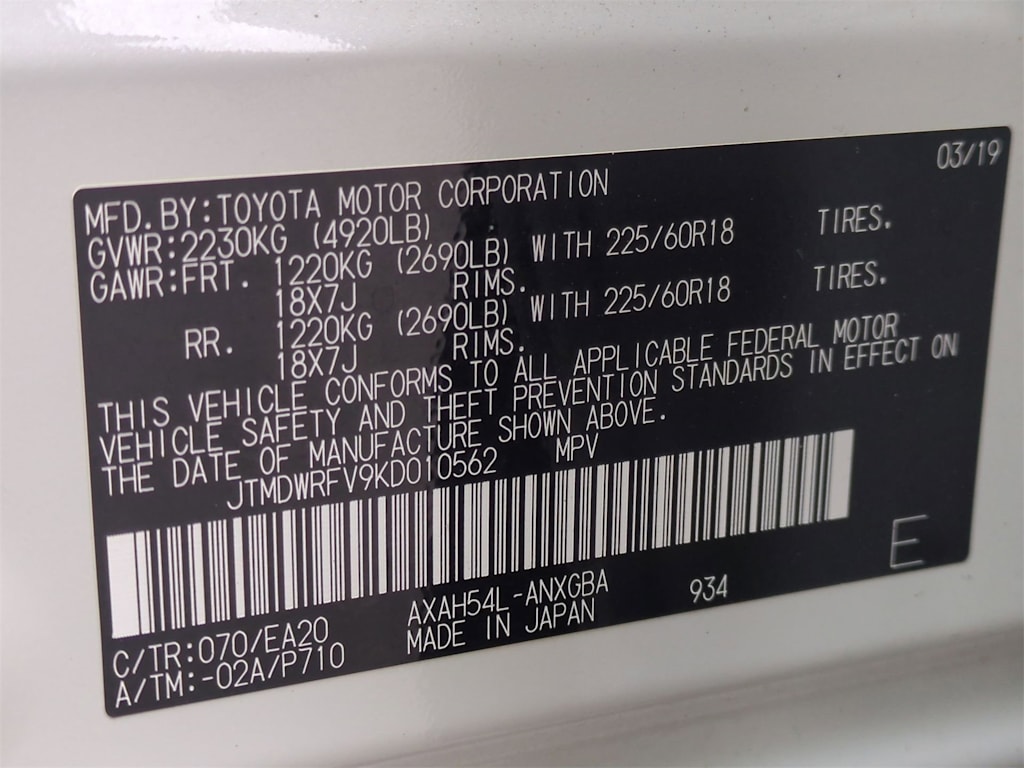 03/19
MFD.BY:TOYOTA MOTOR CORPORATION
GVWR:2230KG (4920LB)
GAWR:FRT. 1220KG (2690LB) WITH 225/60R18 TIRES.
18X7J RIMS.
RR. 1220KG (2690LB) WITH 225/60R18 TIRES.
18X7J RIMS.
THIS VEHICLE CONFORMS TO ALL APPLICABLE FEDERAL MOTOR
VEHICLE SAFETY AND THEFT PREVENTION STANDARDS IN EFFECT ON
THE DATE OF MANUFACTURE SHOWN ABOVE.
JTMDWRFV9KD010562 MPV
E
C/TR:070/EA20 AXAH54L-ANXGBA 934
A/TM:-02A/P710 MADE IN JAPAN